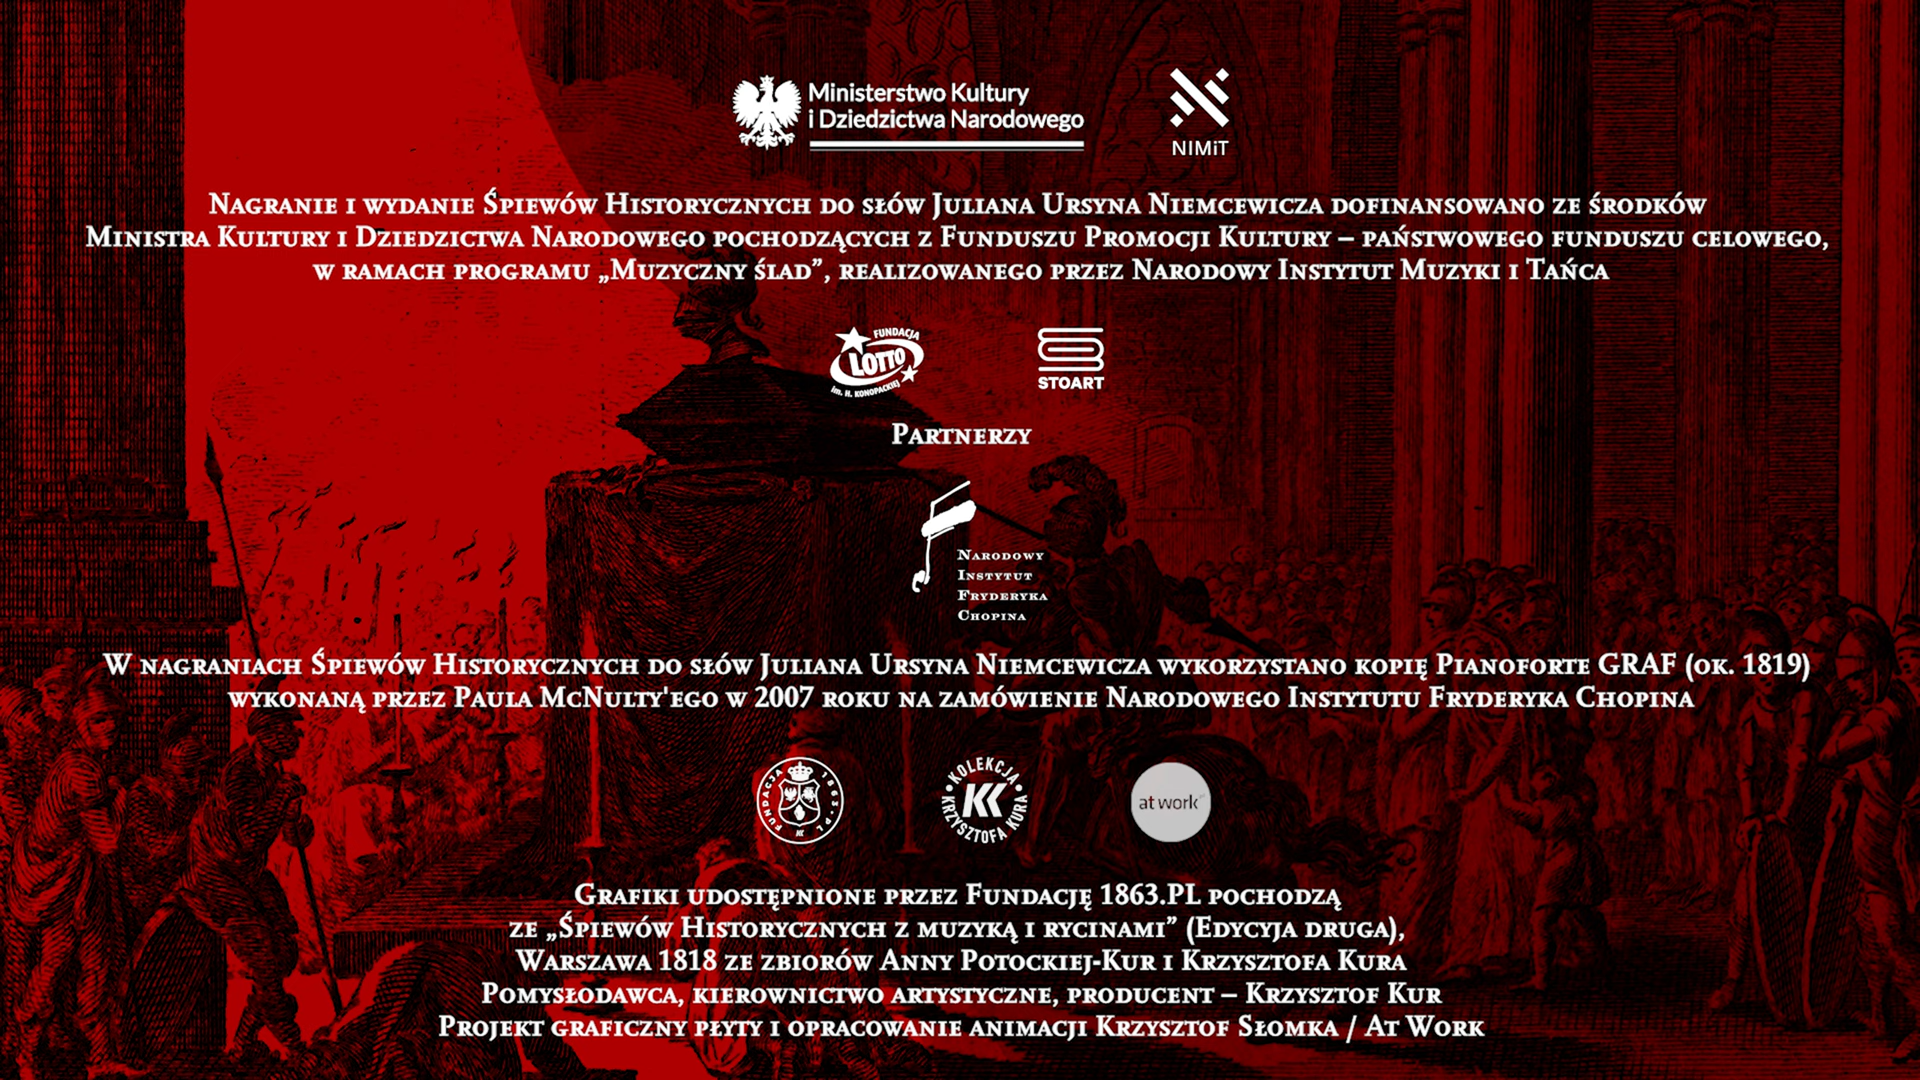 Ministerstwo Kultury
i Dziedzictwa Narodowego
NIMiT
Nagranie i wydanie Śpiewów Historycznych do słów Juliana Ursyna Niemcewicza dofinansowano ze środków
Ministra Kultury i Dziedzictwa Narodowego pochodzących z Funduszu Promocji Kultury – państwowego funduszu celowego,
w ramach programu „Muzyczny ślad”, realizowanego przez Narodowy Instytut Muzyki i Tańca
FUNDACJA
LOTTO
im. H. KONOPACKIEJ
STOART
Partnerzy
Narodowy
Instytut
Fryderyka
Chopina
W nagraniach Śpiewów Historycznych do słów Juliana Ursyna Niemcewicza wykorzystano kopię Pianoforte GRAF (ok. 1819)
wykonaną przez Paula McNulty'ego w 2007 roku na zamówienie Narodowego Instytutu Fryderyka Chopina
FUNDACJA 1863.PL
KOLEKCJA
KK
KRZYSZTOFA KURA
at work
Grafiki udostępnione przez Fundację 1863.PL pochodzą
ze „Śpiewów Historycznych z muzyką i rycinami” (Edycyja druga),
Warszawa 1818 ze zbiorów Anny Potockiej-Kur i Krzysztofa Kura
Pomysłodawca, kierownictwo artystyczne, producent – Krzysztof Kur
Projekt graficzny płyty i opracowanie animacji Krzysztof Słomka / At Work